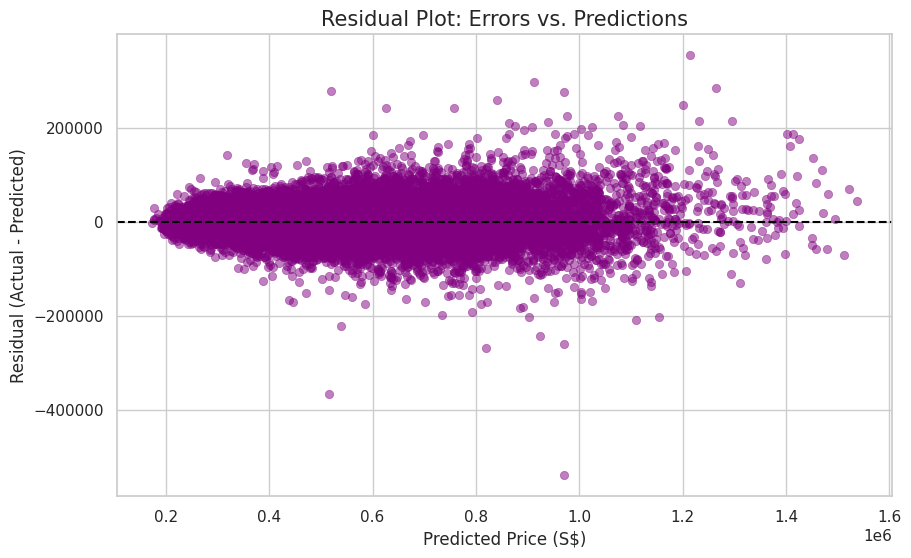 Residual Plot: Errors vs. Predictions
Residual (Actual - Predicted)
200000
0
−200000
−400000
0.2 0.4 0.6 0.8 1.0 1.2 1.4 1.6
1e6
Predicted Price (S$)